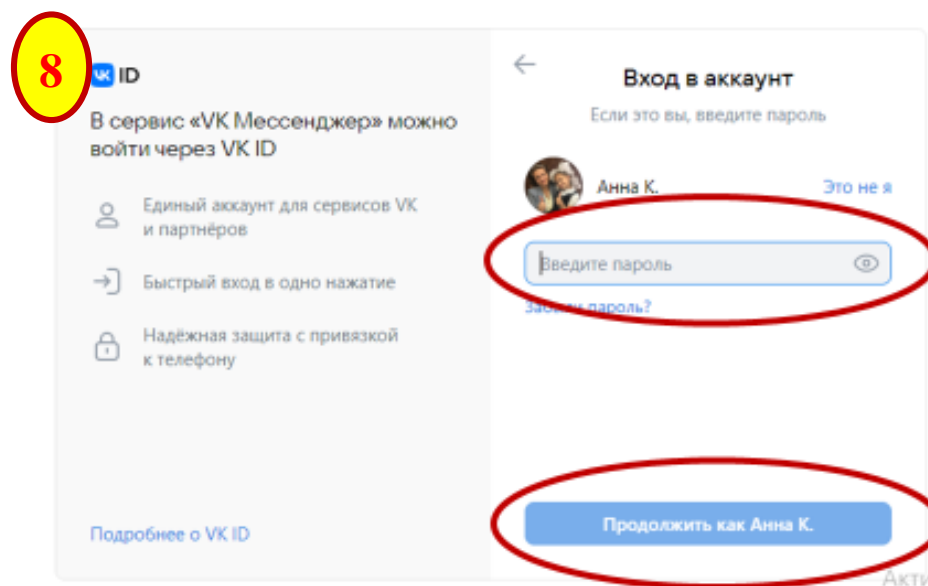 8
VK ID
В сервис «VK Мессенджер» можно
войти через VK ID
Единый аккаунт для сервисов VK
и партнёров
Быстрый вход в одно нажатие
Надёжная защита с привязкой
к телефону
Подробнее о VK ID
Вход в аккаунт
Если это вы, введите пароль
Анна К.
Это не я
Введите пароль
Забыли пароль?
Продолжить как Анна К.